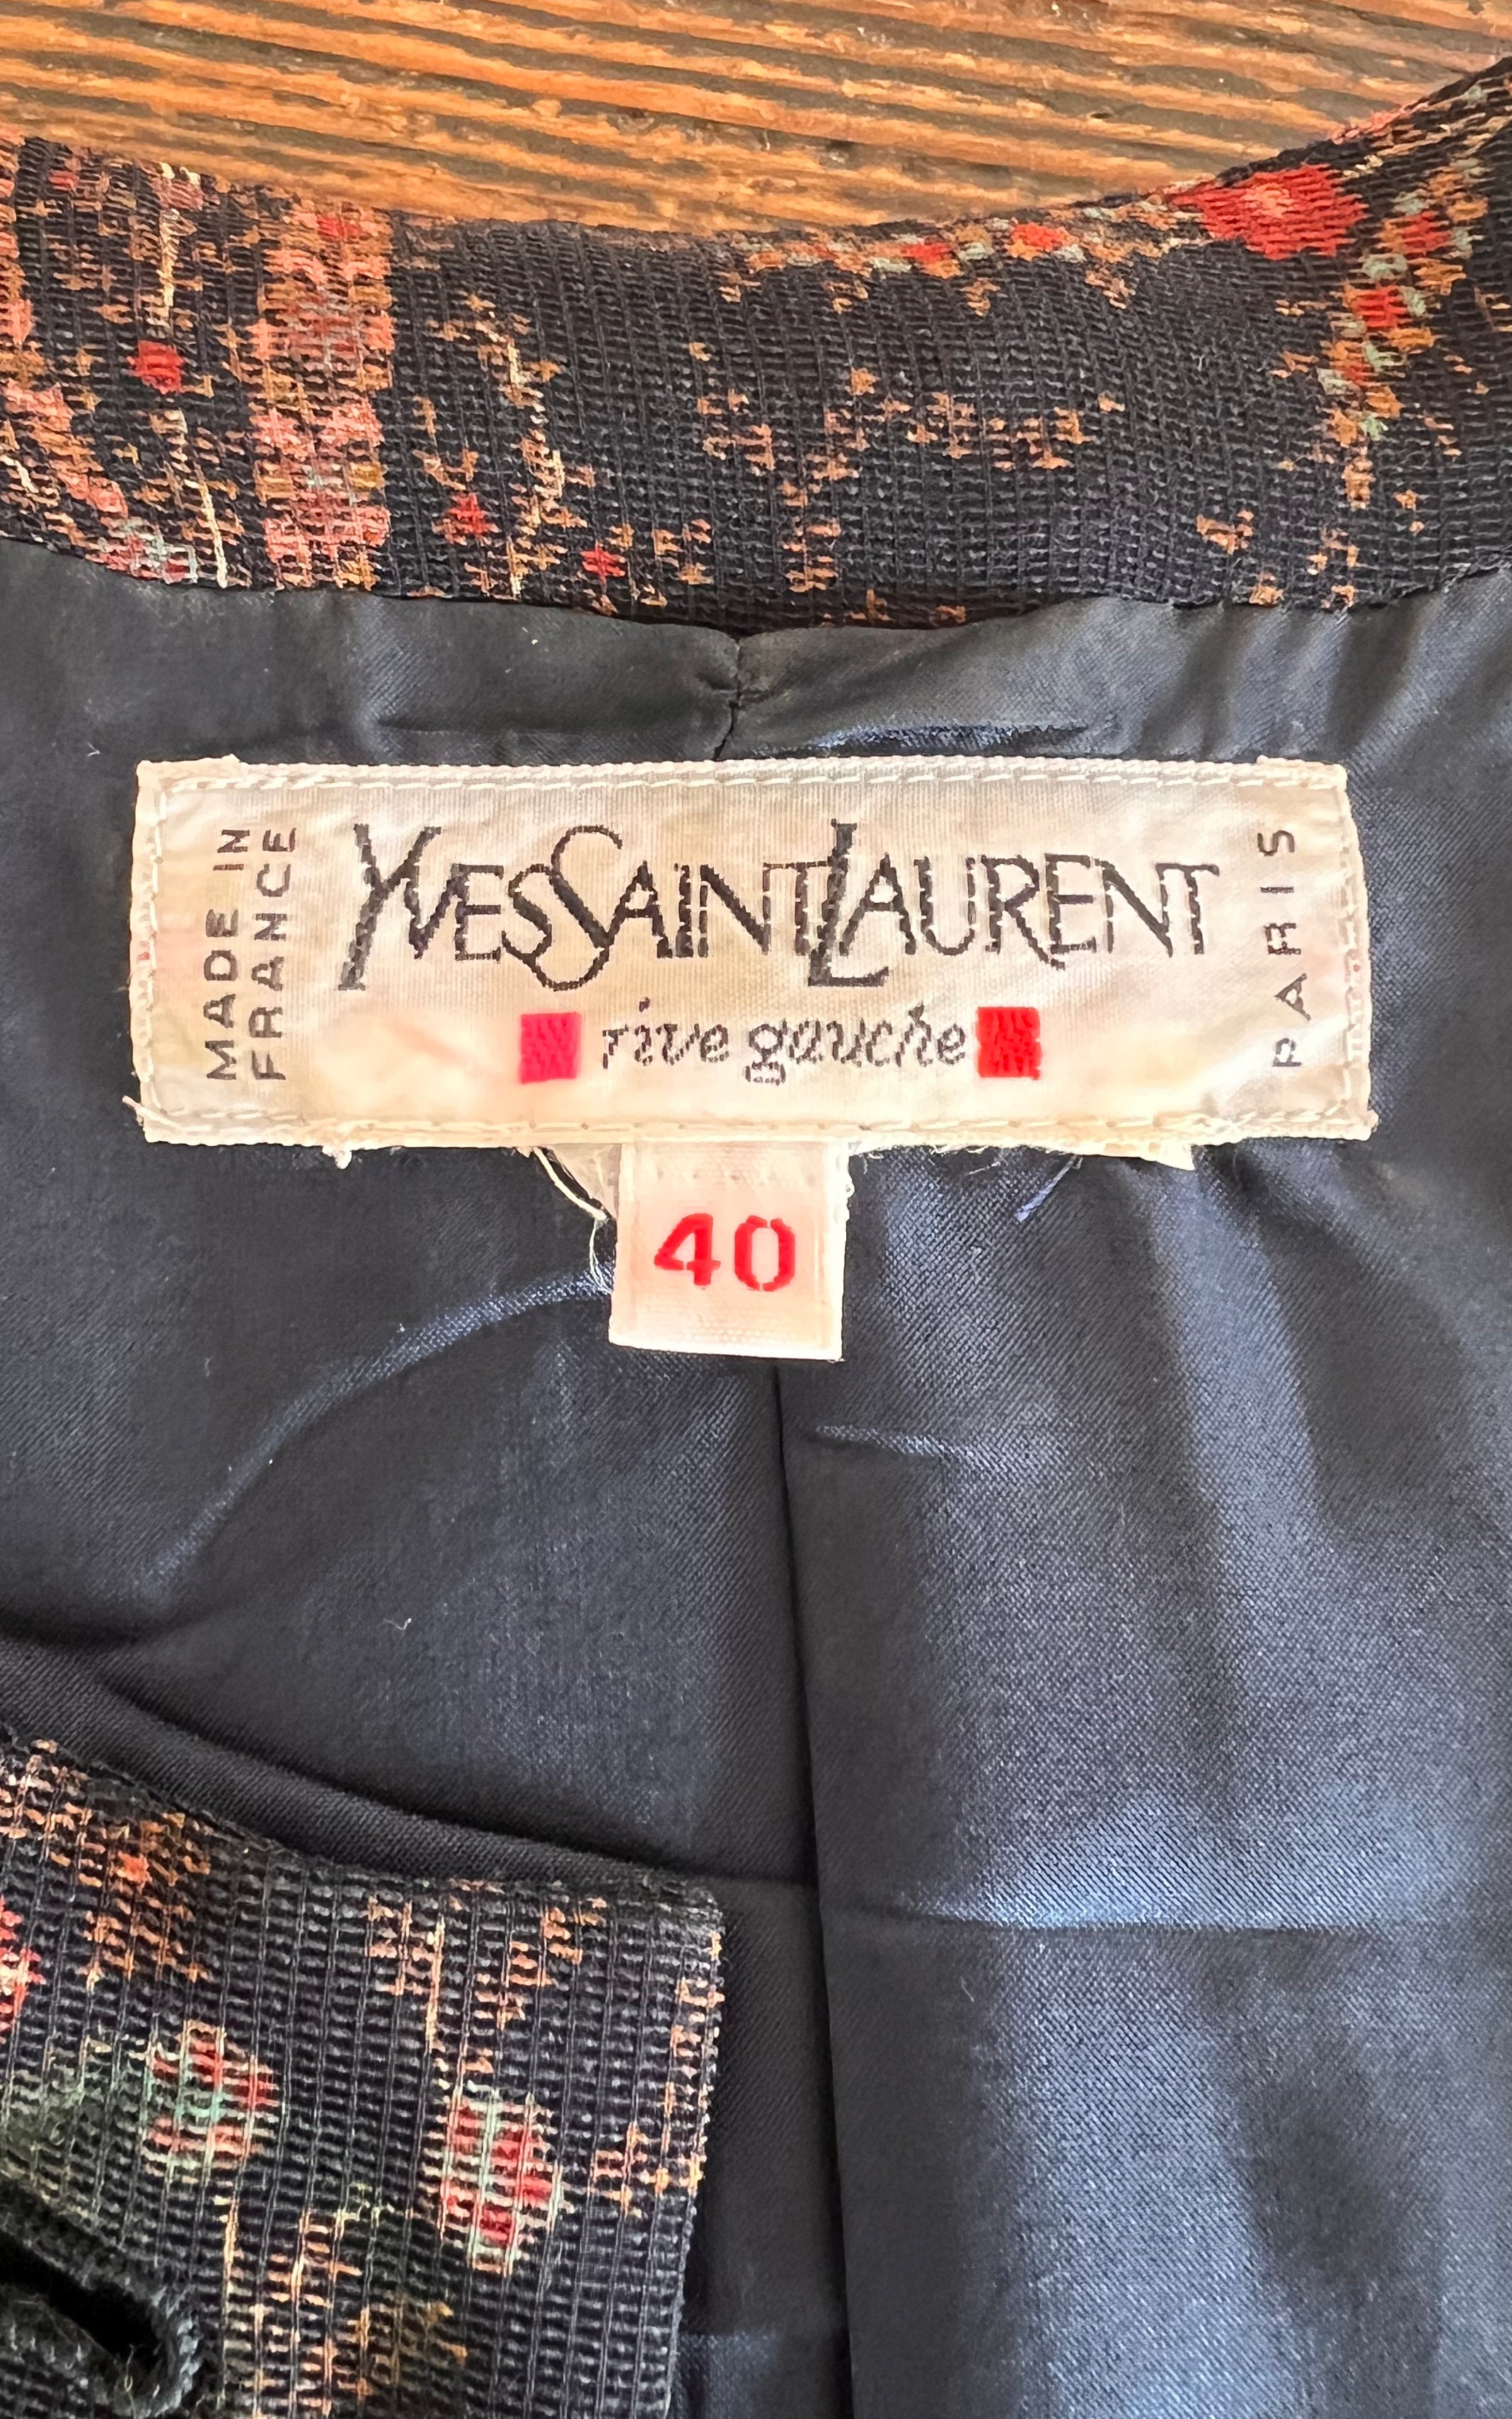 MADE IN
FRANCE
YVESSAINTLAURENT
rive gauche
PARIS
40